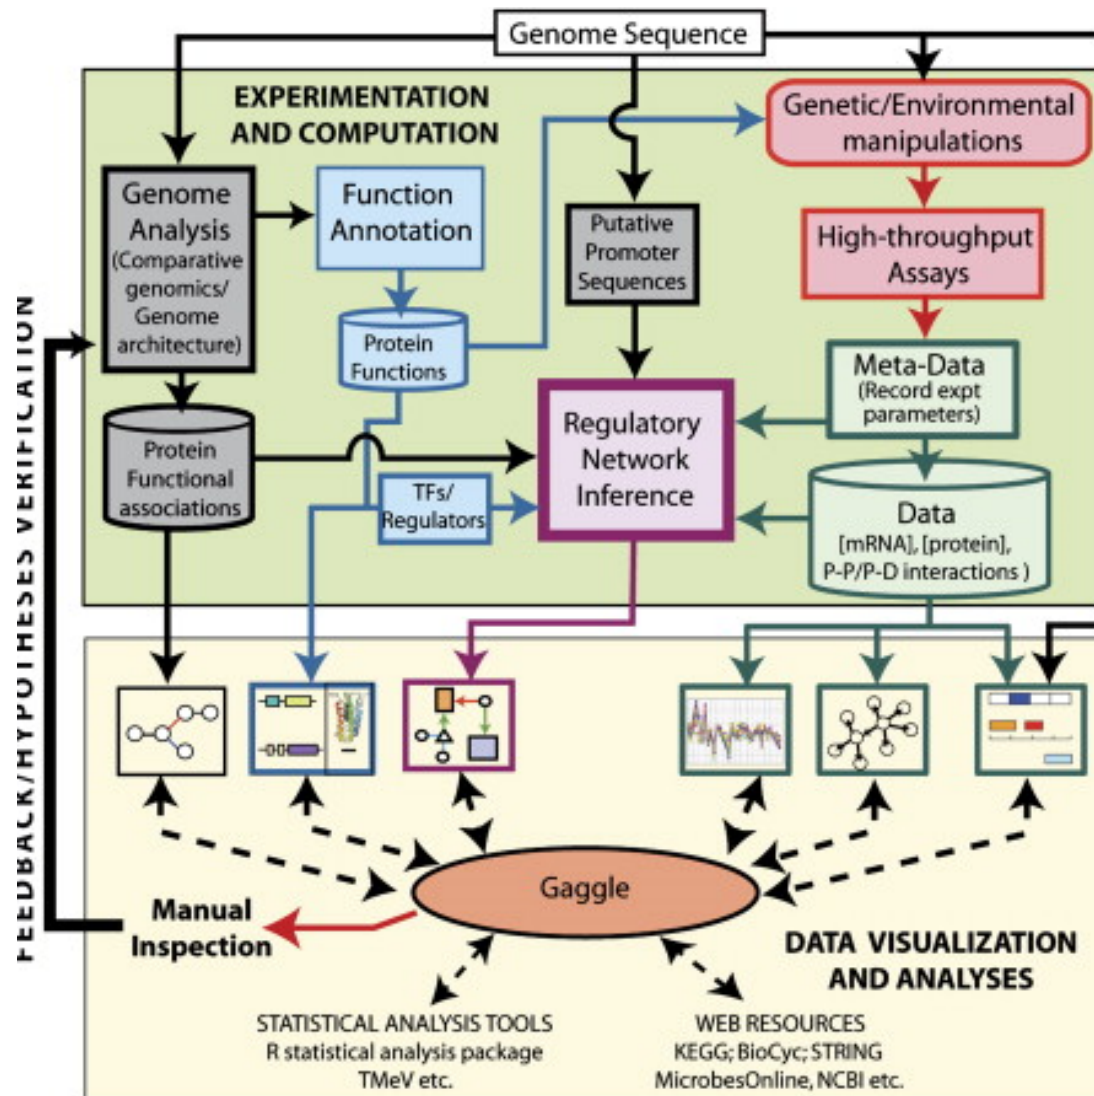 Genome Sequence
EXPERIMENTATION
AND COMPUTATION
Genetic/Environmental
manipulations
Genome
Analysis
(Comparative
genomics/
Genome
architecture)
Function
Annotation
Putative
Promoter
Sequences
High-throughput
Assays
Protein
Functions
Meta-Data
(Record expt
parameters)
Regulatory
Network
Inference
Protein
Functional
associations
TFs/
Regulators
Data
[mRNA], [protein],
P-P/P-D interactions )
FEEDBACK/HYPOTHESES VERIFICATION
Gaggle
Manual
Inspection
DATA VISUALIZATION
AND ANALYSES
STATISTICAL ANALYSIS TOOLS
R statistical analysis package
TMeV etc.
WEB RESOURCES
KEGG; BioCyc; STRING
MicrobesOnline, NCBI etc.